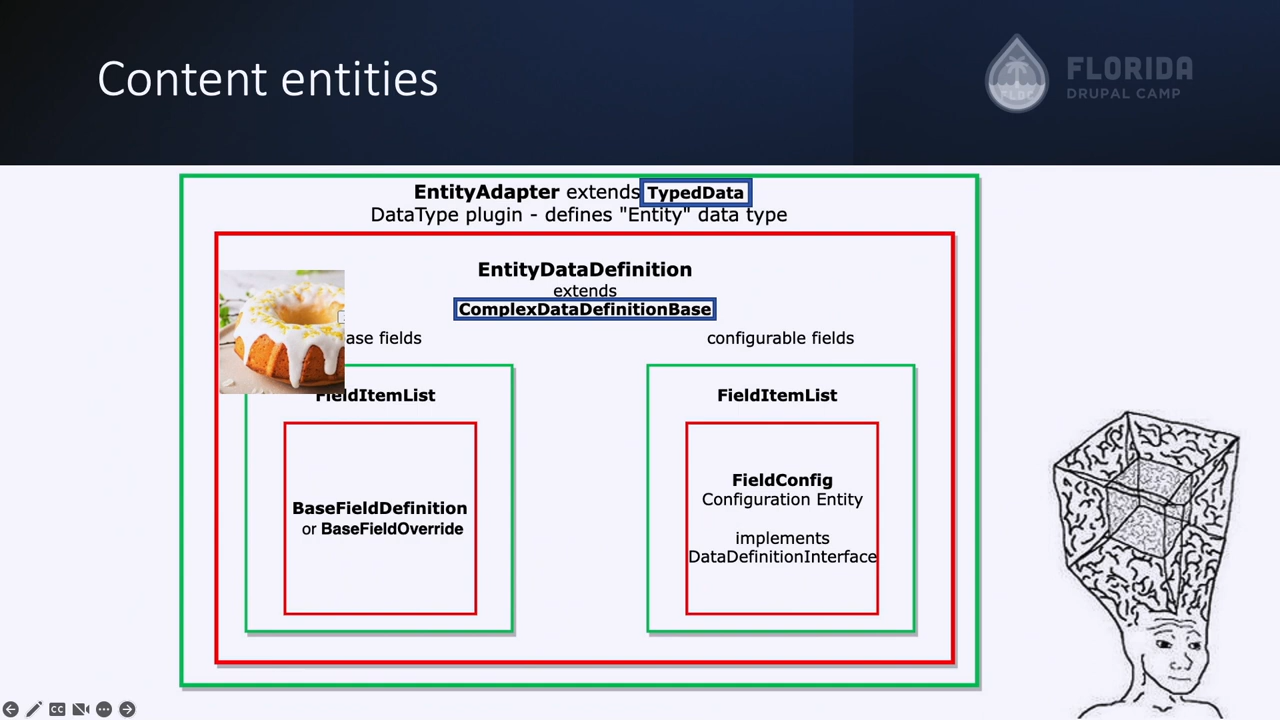 Content entities
FLORIDA
DRUPAL CAMP
EntityAdapter extends TypedData
DataType plugin - defines "Entity" data type
EntityDataDefinition
extends
ComplexDataDefinitionBase
ase fields
configurable fields
FieldItemList
FieldItemList
BaseFieldDefinition
or BaseFieldOverride
FieldConfig
Configuration Entity
implements
DataDefinitionInterface
CC